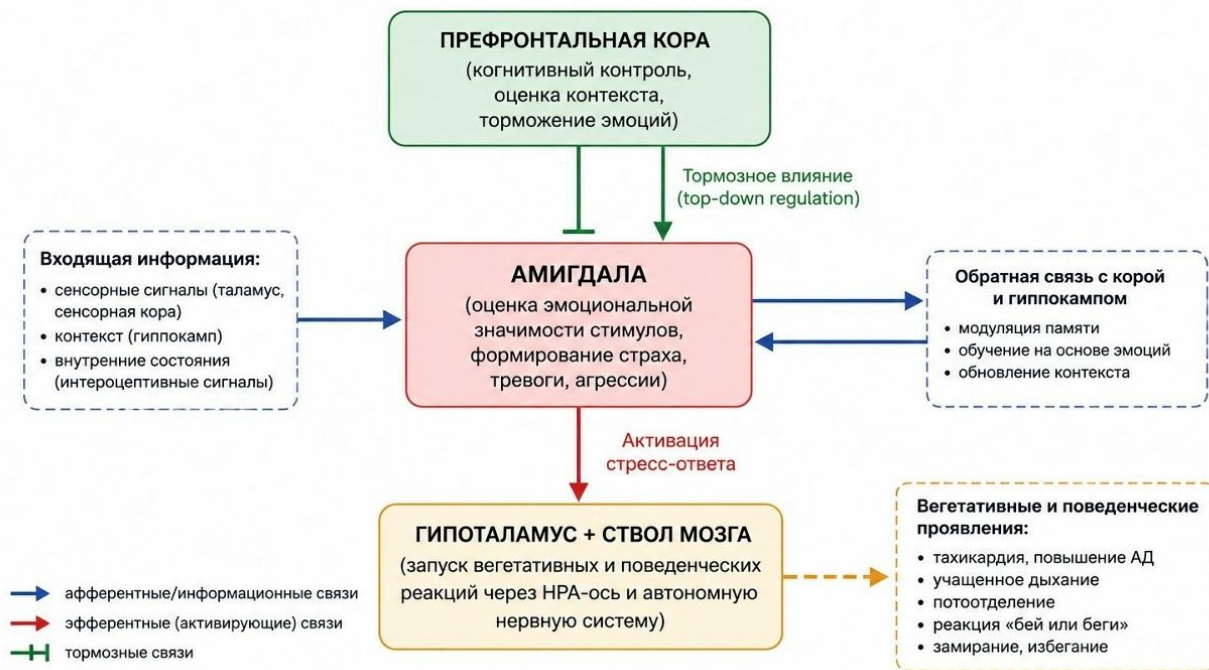 ПРЕФРОНТАЛЬНАЯ КОРА
(когнитивный контроль,
оценка контекста,
торможение эмоций)
Тормозное влияние
(top-down regulation)
Входящая информация:
• сенсорные сигналы (таламус,
сенсорная кора)
• контекст (гиппокамп)
• внутренние состояния
(интероцептивные сигналы)
АМИГДАЛА
(оценка эмоциональной
значимости стимулов,
формирование страха,
тревоги, агрессии)
Обратная связь с корой
и гиппокампом
• модуляция памяти
• обучение на основе эмоций
• обновление контекста
Активация
стресс-ответа
ГИПОТАЛАМУС + СТВОЛ МОЗГА
(запуск вегетативных и поведенческих
реакций через HPA-ось и автономную
нервную систему)
Вегетативные и поведенческие
проявления:
• тахикардия, повышение АД
• учащенное дыхание
• потоотделение
• реакция «бей или беги»
• замирание, избегание
афферентные/информационные связи
эфферентные (активирующие) связи
тормозные связи